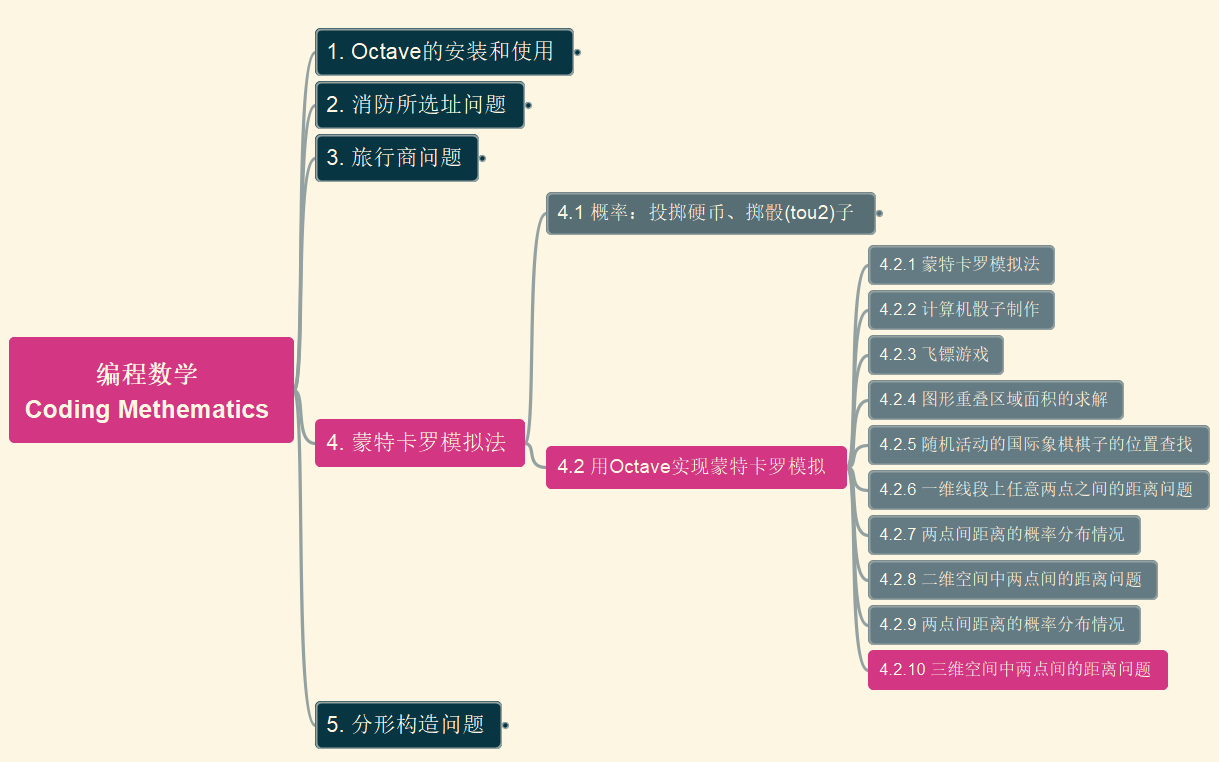 编程数学
Coding Methematics
1. Octave的安装和使用
2. 消防所选址问题
3. 旅行商问题
4. 蒙特卡罗模拟法
4.1 概率：投掷硬币、掷骰(tou2)子
4.2 用Octave实现蒙特卡罗模拟
4.2.1 蒙特卡罗模拟法
4.2.2 计算机骰子制作
4.2.3 飞镖游戏
4.2.4 图形重叠区域面积的求解
4.2.5 随机活动的国际象棋棋子的位置查找
4.2.6 一维线段上任意两点之间的距离问题
4.2.7 两点间距离的概率分布情况
4.2.8 二维空间中两点间的距离问题
4.2.9 两点间距离的概率分布情况
4.2.10 三维空间中两点间的距离问题
5. 分形构造问题